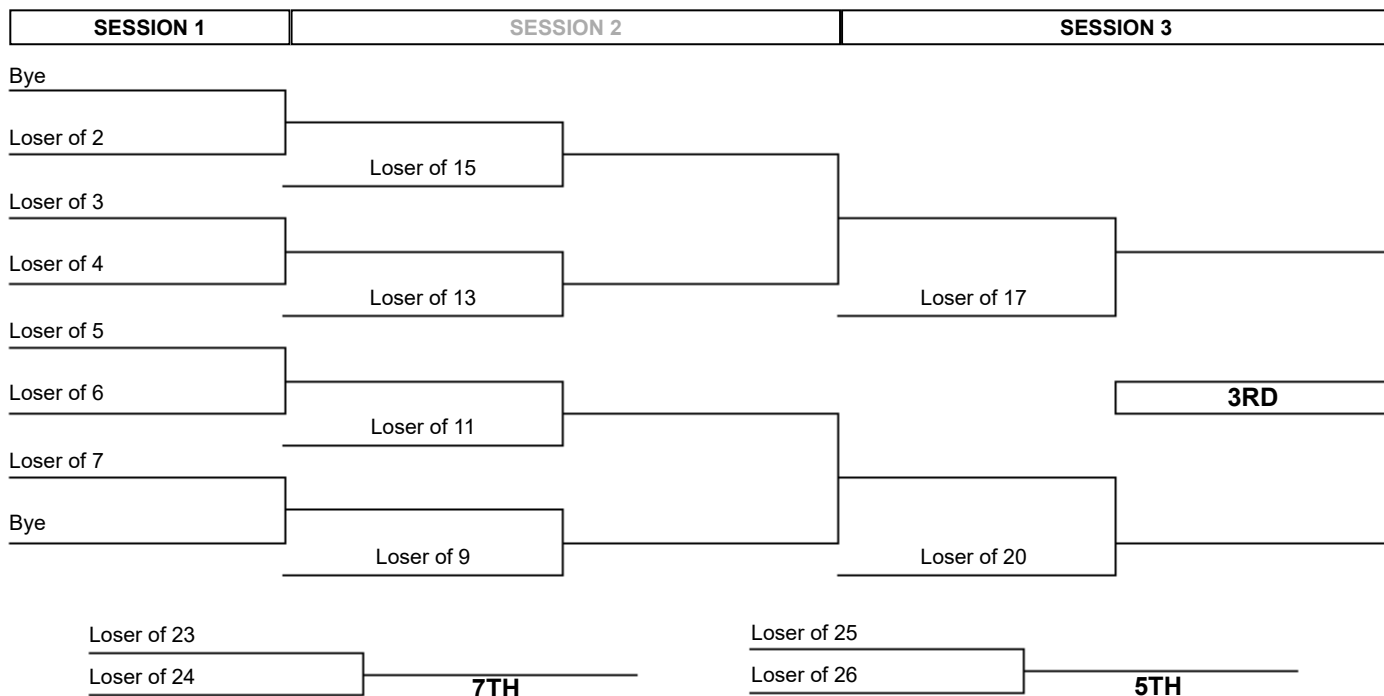 SESSION 1 SESSION 2 SESSION 3
Bye
Loser of 2
Loser of 15
Loser of 3
Loser of 4
Loser of 13
Loser of 17
Loser of 5
Loser of 6
3RD
Loser of 11
Loser of 7
Bye
Loser of 9
Loser of 20
Loser of 23
Loser of 24
7TH
Loser of 25
Loser of 26
5TH